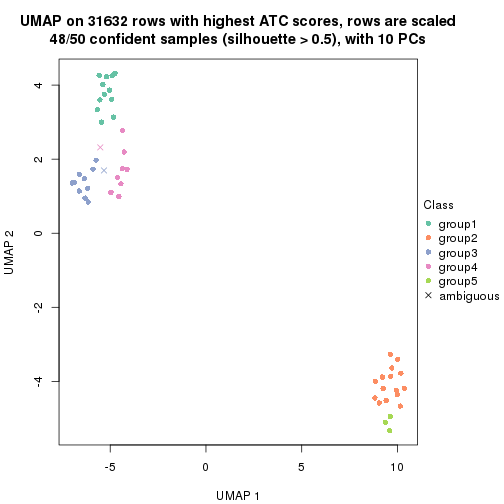 UMAP on 31632 rows with highest ATC scores, rows are scaled
48/50 confident samples (silhouette > 0.5), with 10 PCs
4
2
0
-2
-4
UMAP 2
-5
0
5
10
UMAP 1
Class
group1
group2
group3
group4
group5
ambiguous